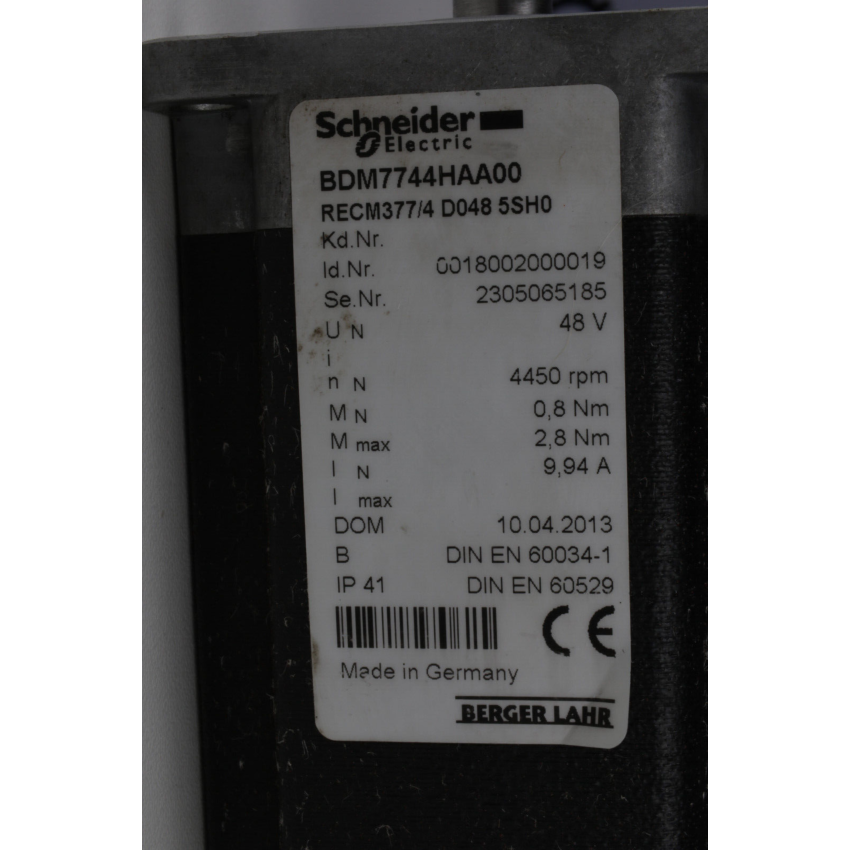 Schneider
Electric
BDM7744HAA00
RECM377/4 D048 5SH0
Kd.Nr.
Id.Nr. 0018002000019
Se.Nr. 2305065185
U N 48 V
i
n N 4450 rpm
M N 0,8 Nm
M max 2,8 Nm
I N 9,94 A
I max
DOM 10.04.2013
B DIN EN 60034-1
IP 41 DIN EN 60529
CE
Made in Germany
BERGER LAHR